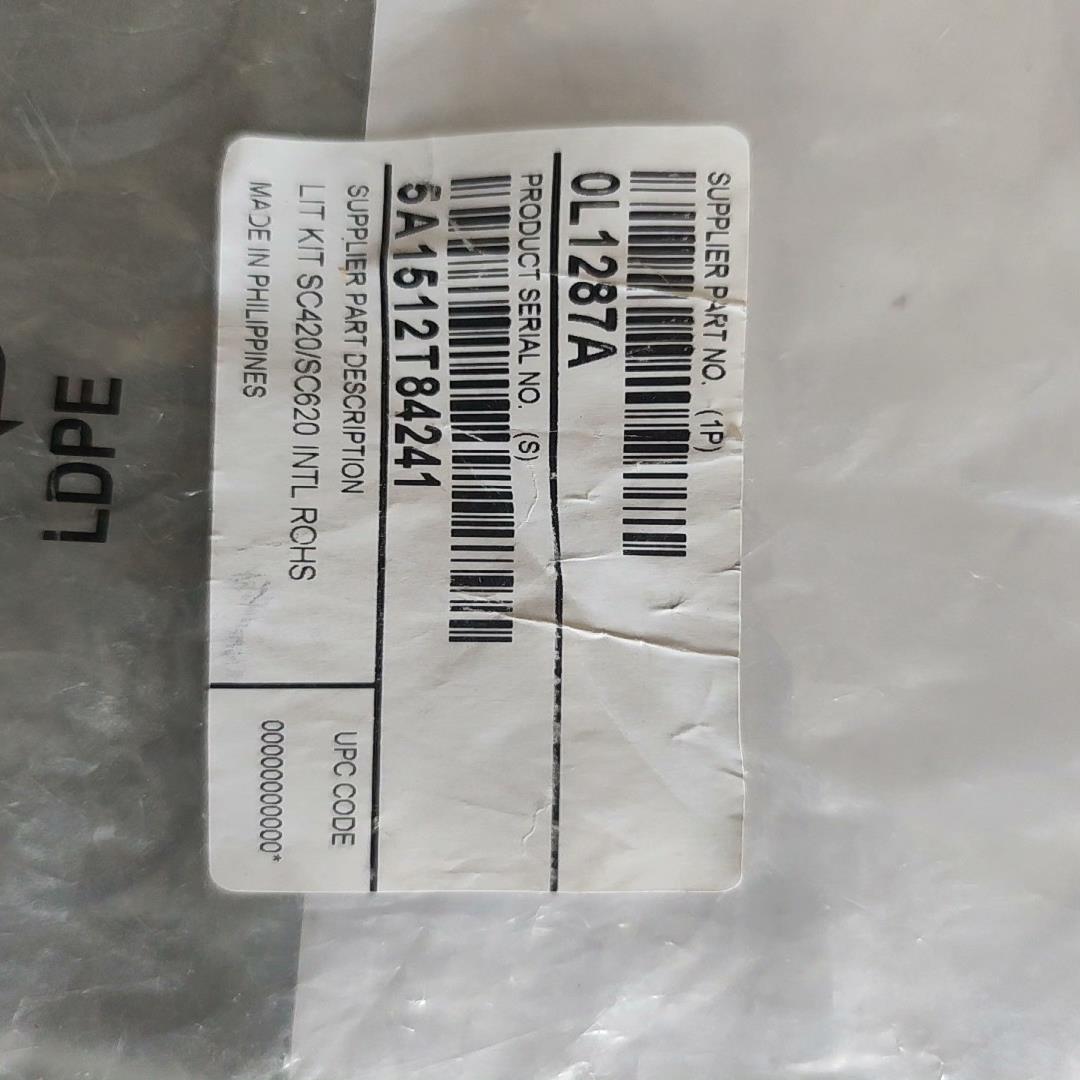 SUPPLIER PART NO. (1P)
0L1287A
PRODUCT SERIAL NO. (S)
5A1512T84241
SUPPLIER PART DESCRIPTION
LIT KIT SC420/SC620 INTL ROHS
MADE IN PHILIPPINES
UPC CODE
00000000000*
LDPE